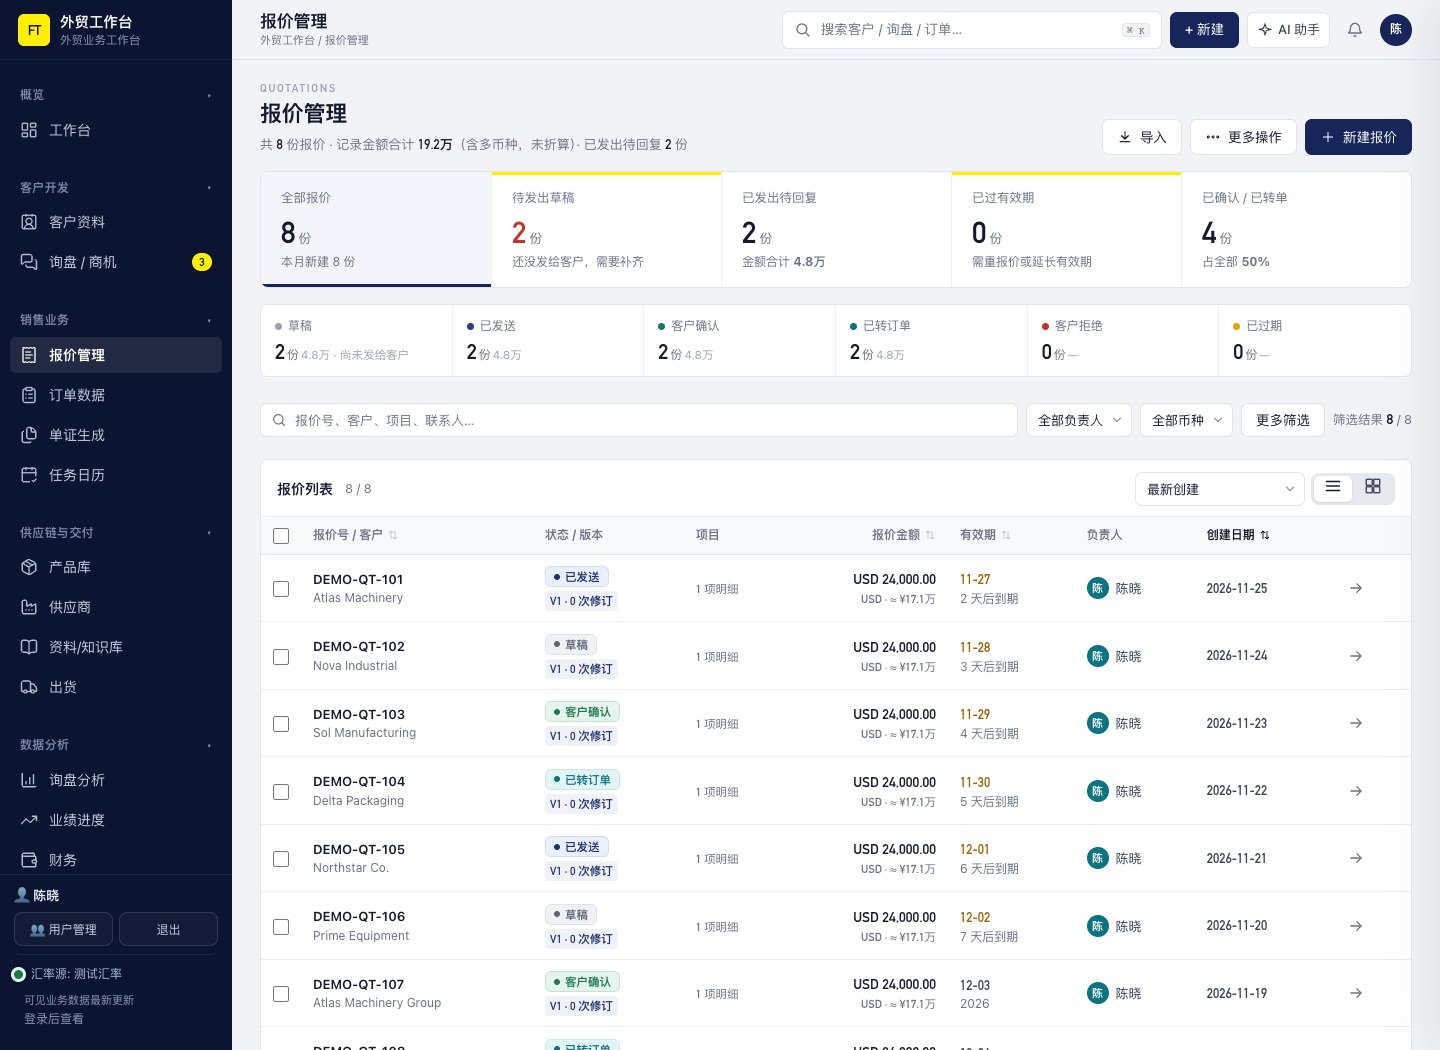 FT
外贸工作台
外贸业务工作台
概览
工作台
客户开发
客户资料
询盘 / 商机 3
销售业务
报价管理
订单数据
单证生成
任务日历
供应链与交付
产品库
供应商
资料/知识库
出货
数据分析
询盘分析
业绩进度
财务
陈晓
用户管理 退出
汇率源: 测试汇率
可见业务数据最新更新
登录后查看
报价管理
外贸工作台 / 报价管理
搜索客户 / 询盘 / 订单... ⌘ K
+ 新建
AI 助手
陈
QUOTATIONS
报价管理
共 8 份报价 · 记录金额合计 19.2万（含多币种，未折算）· 已发出待回复 2 份
导入
更多操作
新建报价
全部报价
8 份
本月新建 8 份
待发出草稿
2 份
还没发给客户，需要补齐
已发出待回复
2 份
金额合计 4.8万
已过有效期
0 份
需重报价或延长有效期
已确认 / 已转单
4 份
占全部 50%
草稿
2 份 4.8万 · 尚未发给客户
已发送
2 份 4.8万
客户确认
2 份 4.8万
已转订单
2 份 4.8万
客户拒绝
0 份 —
已过期
0 份 —
报价号、客户、项目、联系人...
全部负责人
全部币种
更多筛选
筛选结果 8 / 8
报价列表 8 / 8
最新创建
报价号 / 客户 ⇅ 状态 / 版本 项目 报价金额 ⇅ 有效期 ⇅ 负责人 创建日期 ⇅
DEMO-QT-101 已发送 1 项明细 USD 24,000.00 11-27 陈 陈晓 2026-11-25 →
Atlas Machinery V1 · 0 次修订 USD · ≈ ¥17.1万 2 天后到期
DEMO-QT-102 草稿 1 项明细 USD 24,000.00 11-28 陈 陈晓 2026-11-24 →
Nova Industrial V1 · 0 次修订 USD · ≈ ¥17.1万 3 天后到期
DEMO-QT-103 客户确认 1 项明细 USD 24,000.00 11-29 陈 陈晓 2026-11-23 →
Sol Manufacturing V1 · 0 次修订 USD · ≈ ¥17.1万 4 天后到期
DEMO-QT-104 已转订单 1 项明细 USD 24,000.00 11-30 陈 陈晓 2026-11-22 →
Delta Packaging V1 · 0 次修订 USD · ≈ ¥17.1万 5 天后到期
DEMO-QT-105 已发送 1 项明细 USD 24,000.00 12-01 陈 陈晓 2026-11-21 →
Northstar Co. V1 · 0 次修订 USD · ≈ ¥17.1万 6 天后到期
DEMO-QT-106 草稿 1 项明细 USD 24,000.00 12-02 陈 陈晓 2026-11-20 →
Prime Equipment V1 · 0 次修订 USD · ≈ ¥17.1万 7 天后到期
DEMO-QT-107 客户确认 1 项明细 USD 24,000.00 12-03 陈 陈晓 2026-11-19 →
Atlas Machinery Group V1 · 0 次修订 USD · ≈ ¥17.1万 2026